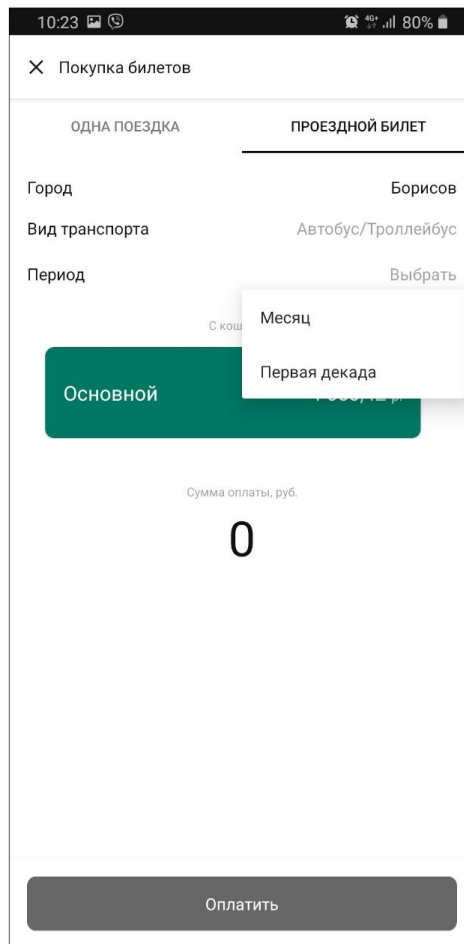 10:23
4G+
80%
Покупка билетов
ОДНА ПОЕЗДКА
ПРОЕЗДНОЙ БИЛЕТ
Город
Борисов
Вид транспорта
Автобус/Троллейбус
Период
Выбрать
Месяц
С
Первая декада
Основной
р.
Сумма оплаты, руб.
0
Оплатить